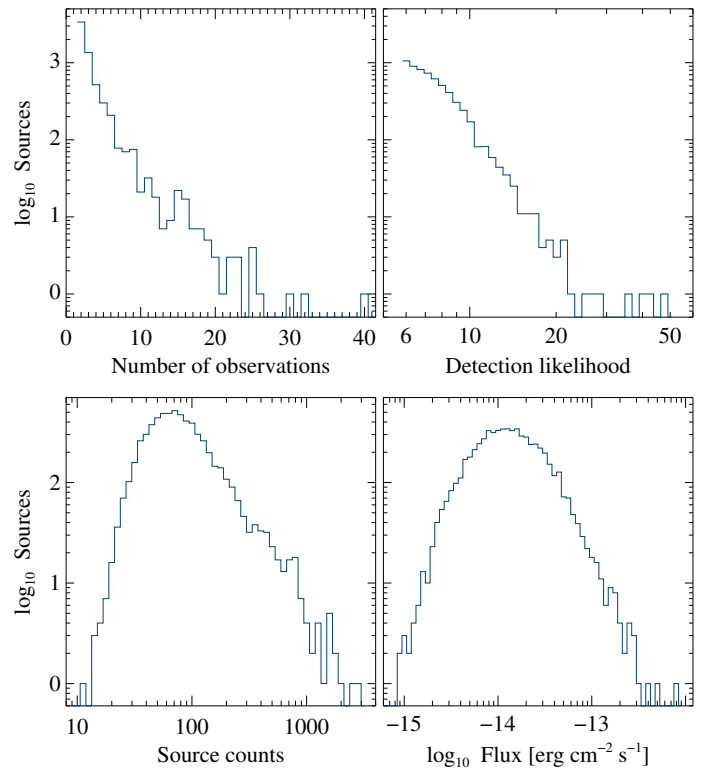 3
2
1
0
log₁₀ Sources
0 10 20 30 40
Number of observations
6 10 20 50
Detection likelihood
2
1
0
log₁₀ Sources
10 100 1000
Source counts
−15 −14 −13
log₁₀ Flux [erg cm⁻² s⁻¹]